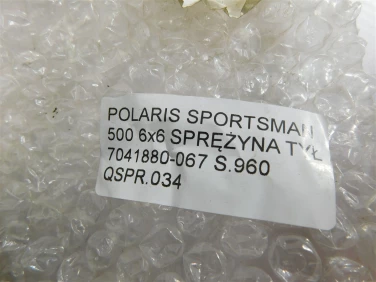 POLARIS SPORTSMAN
500 6x6 SPRĘŻYNA TYŁ
7041880-067 S.960
QSPR.034